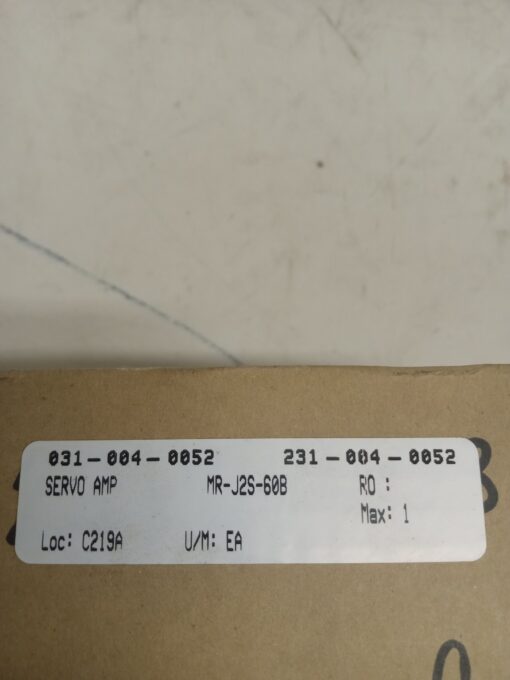 031-004-0052 231-004-0052
SERVO AMP MR-J2S-60B RO :
Max: 1
Loc: C219A U/M: EA